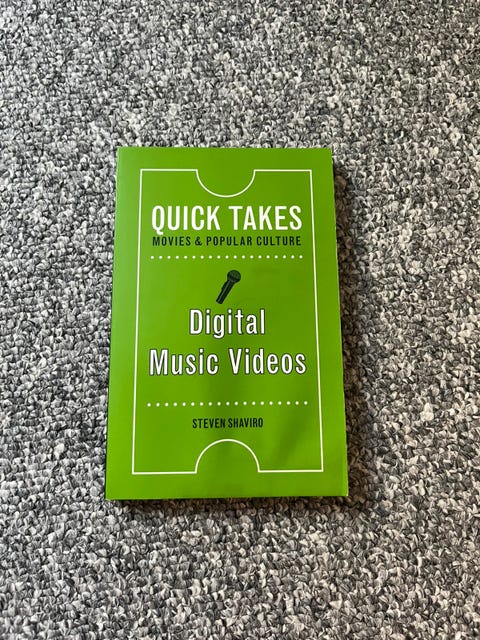 QUICK TAKES
MOVIES & POPULAR CULTURE
Digital
Music Videos
STEVEN SHAVIRO